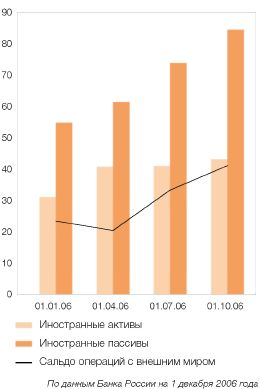 90
80
70
60
50
40
30
20
10
0
01.01.06 01.04.06 01.07.06 01.10.06
Иностранные активы
Иностранные пассивы
Сальдо операций с внешним миром
По данным Банка России на 1 декабря 2006 года